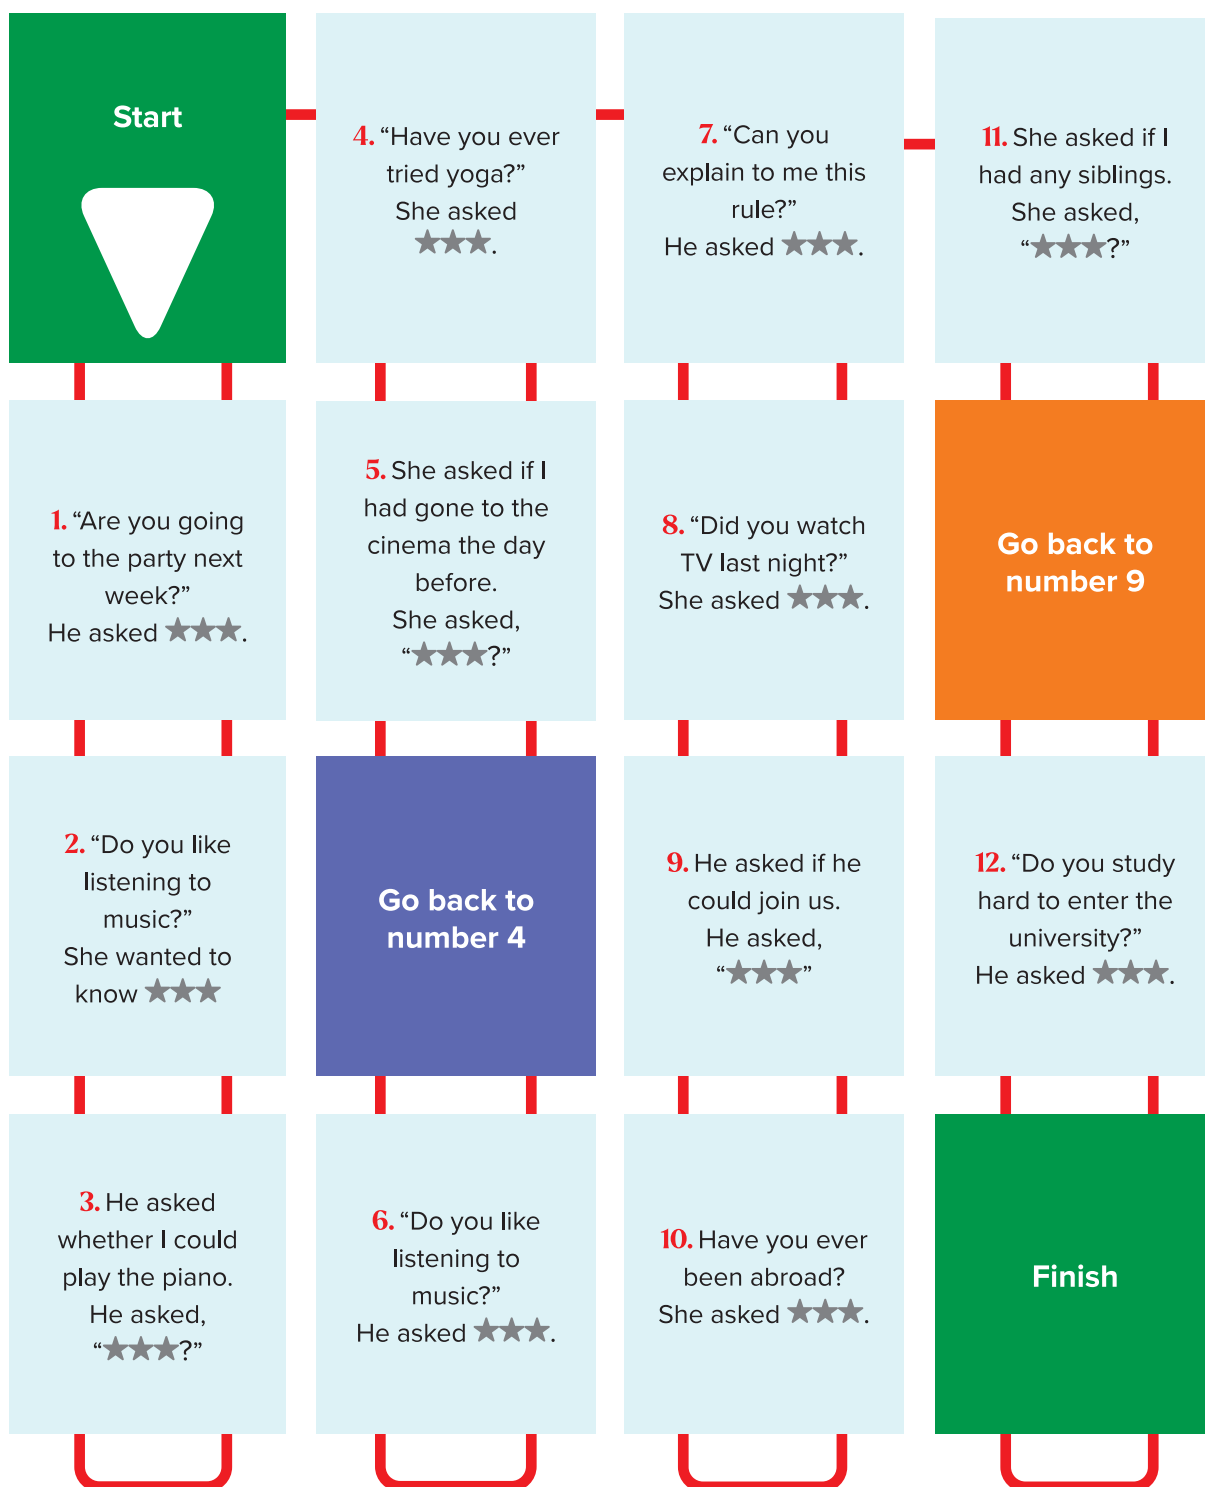 Start
1. “Are you going
to the party next
week?”
He asked ★★★.
2. “Do you like
listening to
music?”
She wanted to
know ★★★
3. He asked
whether I could
play the piano.
He asked,
“★★★?”
4. “Have you ever
tried yoga?”
She asked
★★★.
5. She asked if I
had gone to the
cinema the day
before.
She asked,
“★★★?”
Go back to
number 4
6. “Do you like
listening to
music?”
He asked ★★★.
7. “Can you
explain to me this
rule?”
He asked ★★★.
8. “Did you watch
TV last night?”
She asked ★★★.
9. He asked if he
could join us.
He asked,
“★★★”
10. Have you ever
been abroad?
She asked ★★★.
11. She asked if I
had any siblings.
She asked,
“★★★?”
Go back to
number 9
12. “Do you study
hard to enter the
university?”
He asked ★★★.
Finish